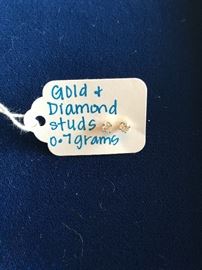 Gold +
Diamond
studs
0.7grams